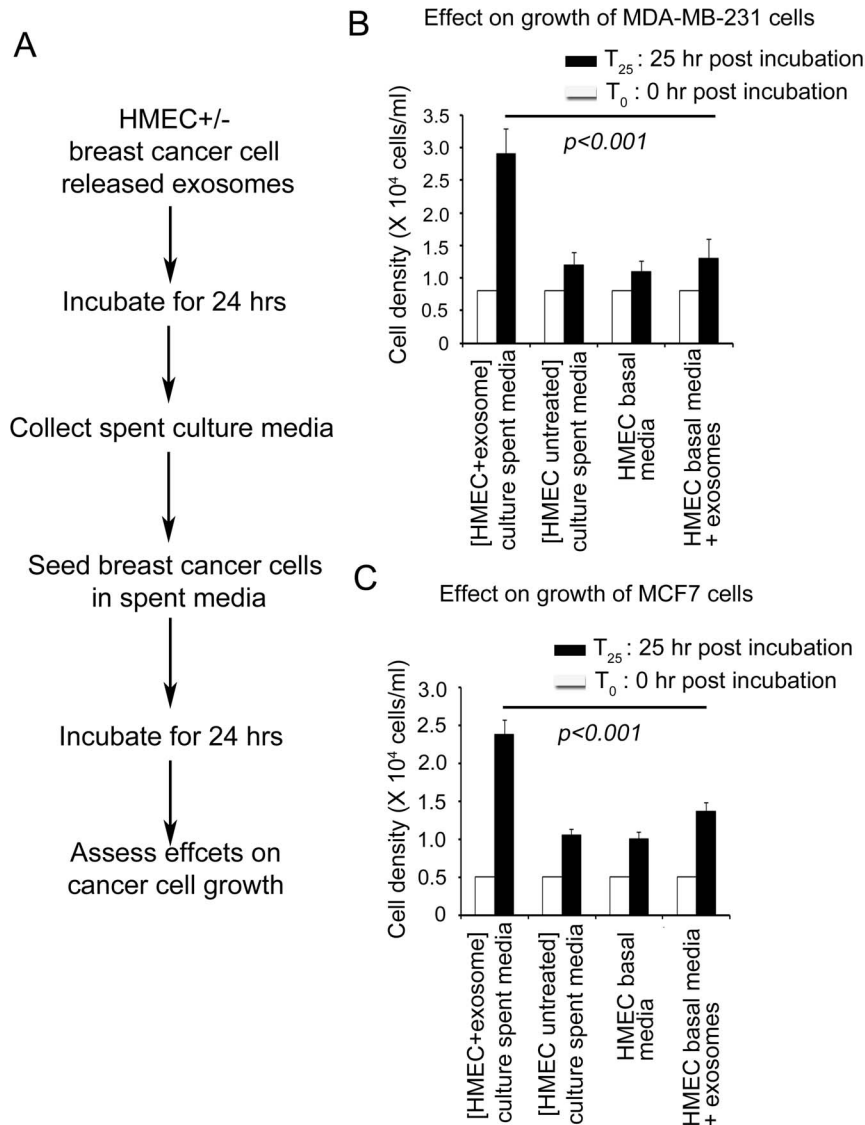 A
HMEC+/-
breast cancer cell
released exosomes
Incubate for 24 hrs
Collect spent culture media
Seed breast cancer cells
in spent media
Incubate for 24 hrs
Assess effcets on
cancer cell growth
B
Effect on growth of MDA-MB-231 cells
T25 : 25 hr post incubation
T0 : 0 hr post incubation
p<0.001
Cell density (X 10⁴ cells/ml)
3.5
3.0
2.5
2.0
1.5
1.0
0.5
0
[HMEC+exosome]
culture spent media
[HMEC untreated]
culture spent media
HMEC basal
media
HMEC basal media
+ exosomes
C
Effect on growth of MCF7 cells
T25 : 25 hr post incubation
T0 : 0 hr post incubation
p<0.001
Cell density (X 10⁴ cells/ml)
3.0
2.5
2.0
1.5
1.0
0.5
0
[HMEC+exosome]
culture spent media
[HMEC untreated]
culture spent media
HMEC basal
media
HMEC basal media
+ exosomes